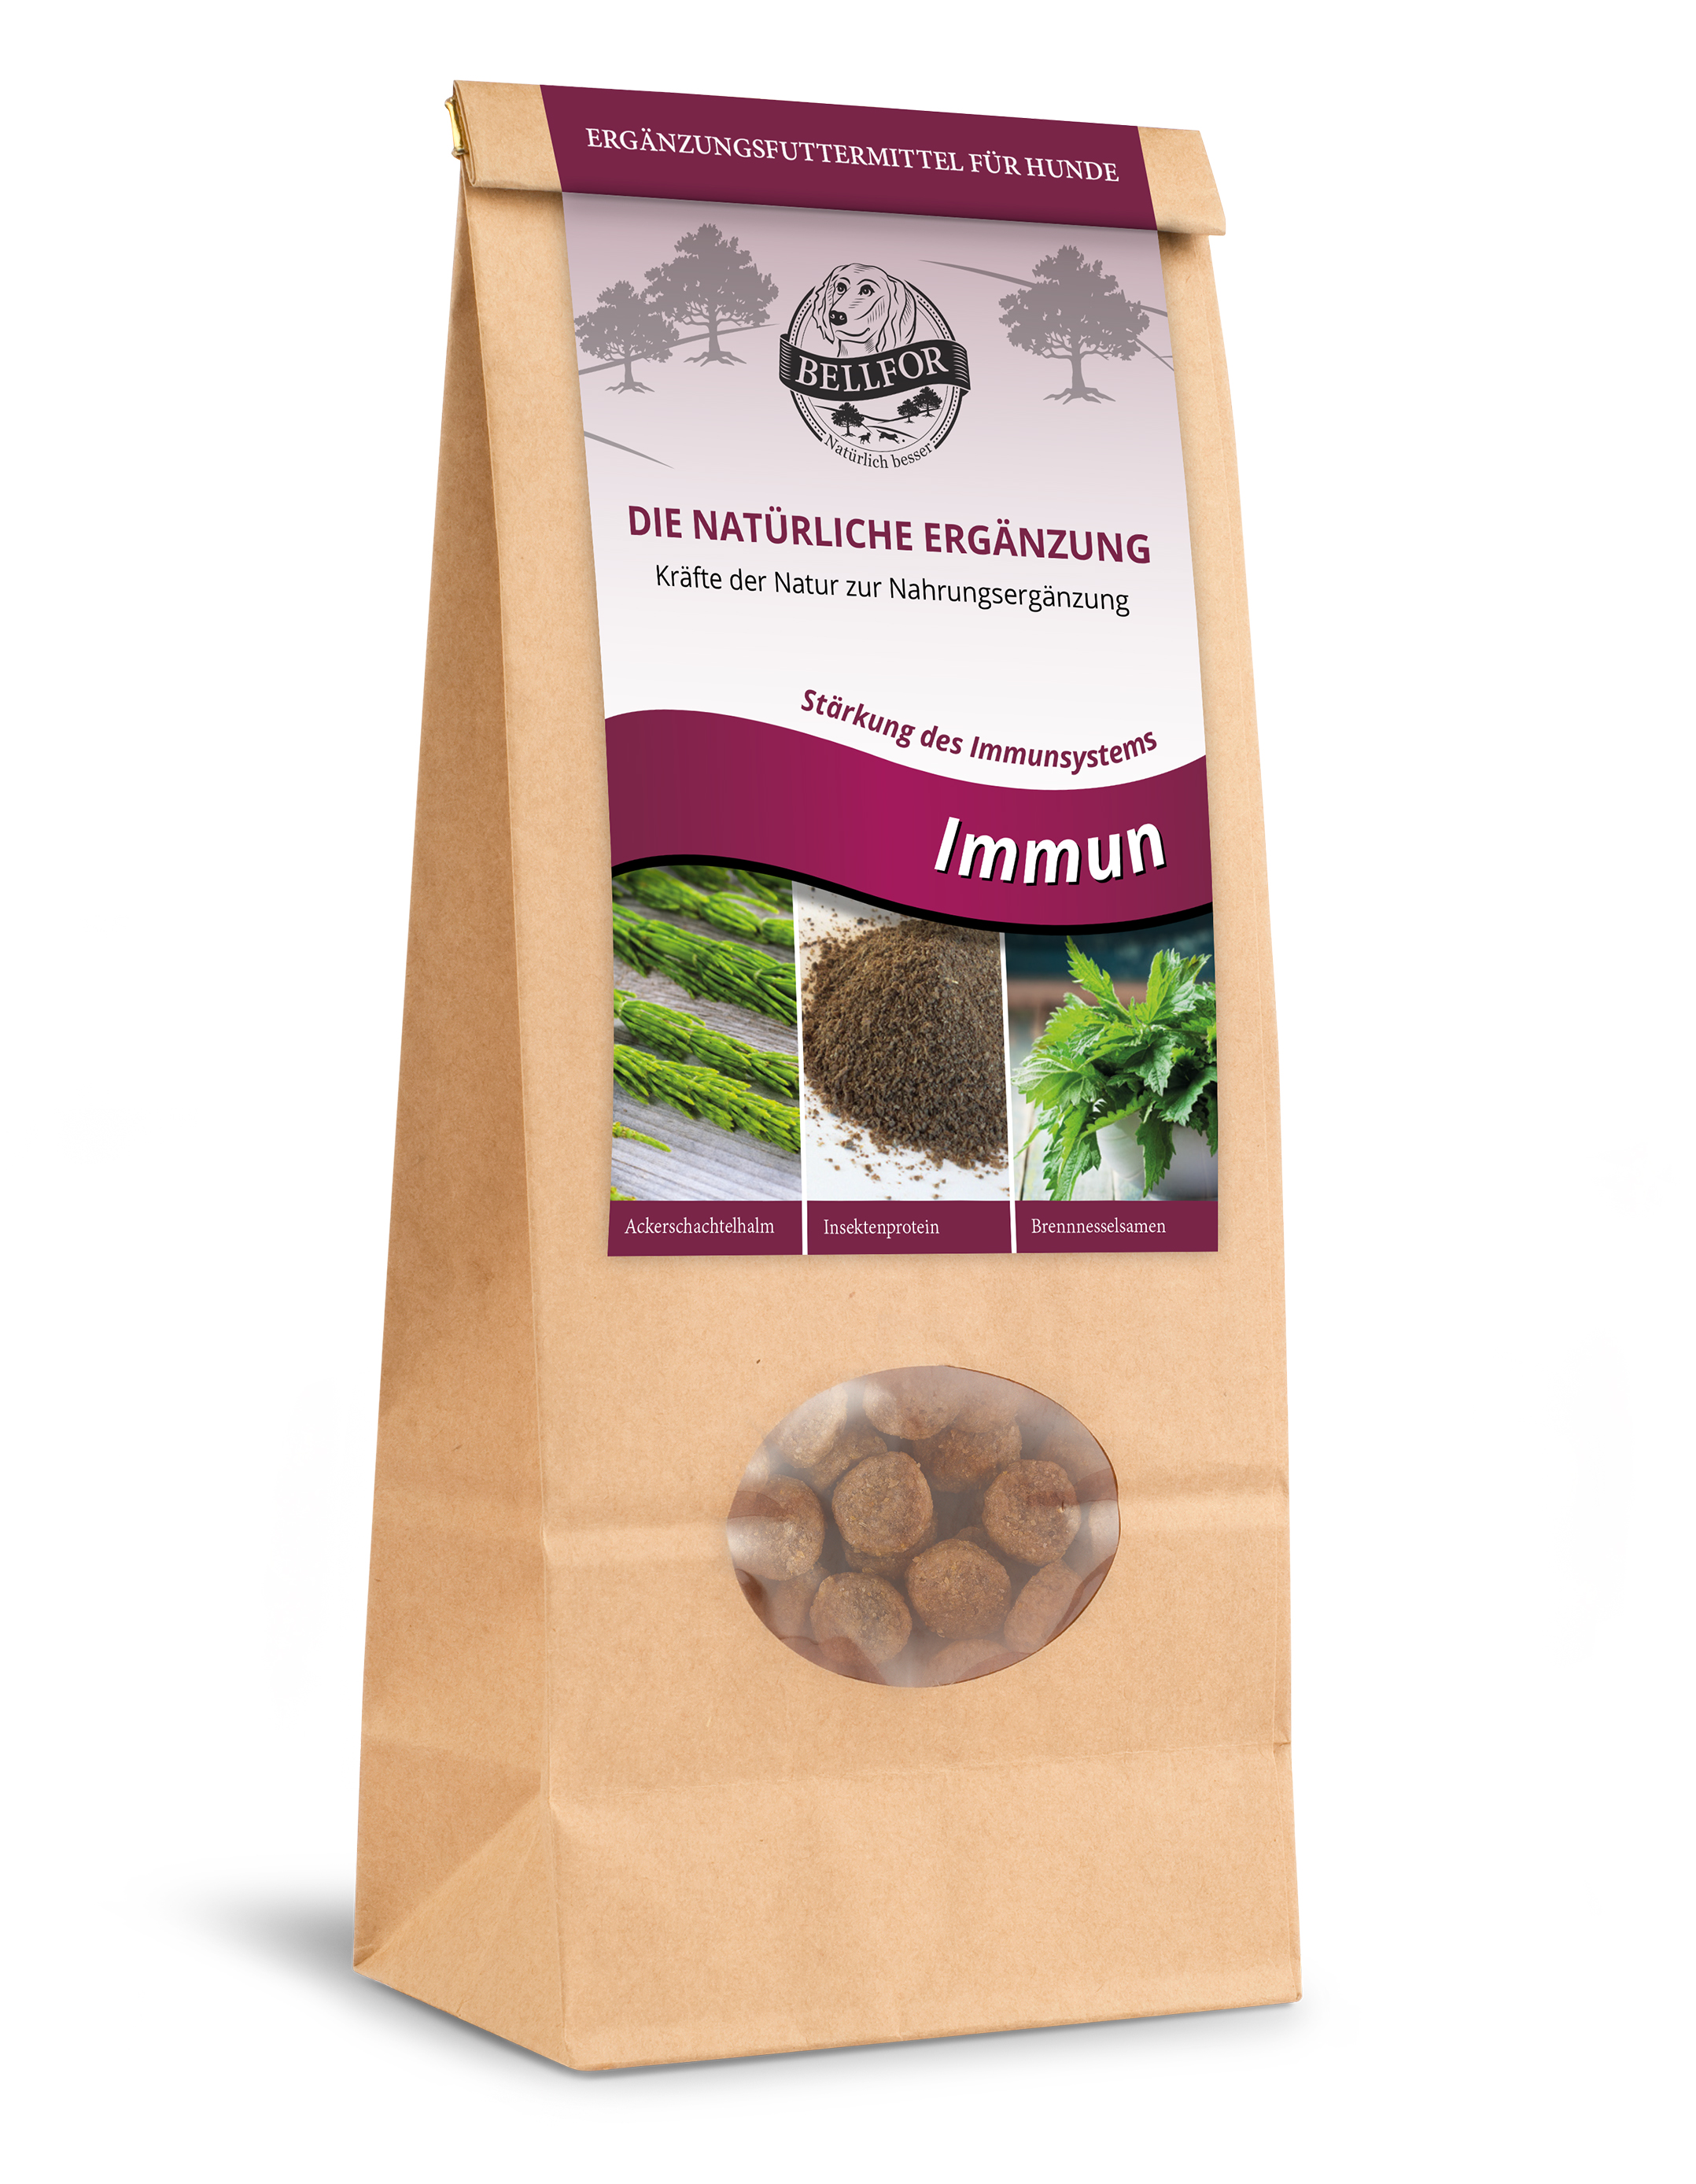 ERGÄNZUNGSFUTTERMITTEL FÜR HUNDE
BELLFOR
Natürlich besser
DIE NATÜRLICHE ERGÄNZUNG
Kräfte der Natur zur Nahrungsergänzung
Stärkung des Immunsystems
Immun
Ackerschachtelhalm
Insektenprotein
Brennnesselsamen